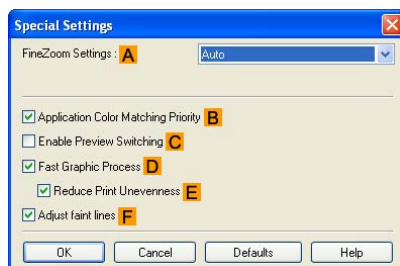 Special Settings
FineZoom Settings : A Auto
Application Color Matching Priority B
Enable Preview Switching C
Fast Graphic Process D
Reduce Print Unevenness E
Adjust faint lines F
OK Cancel Defaults Help